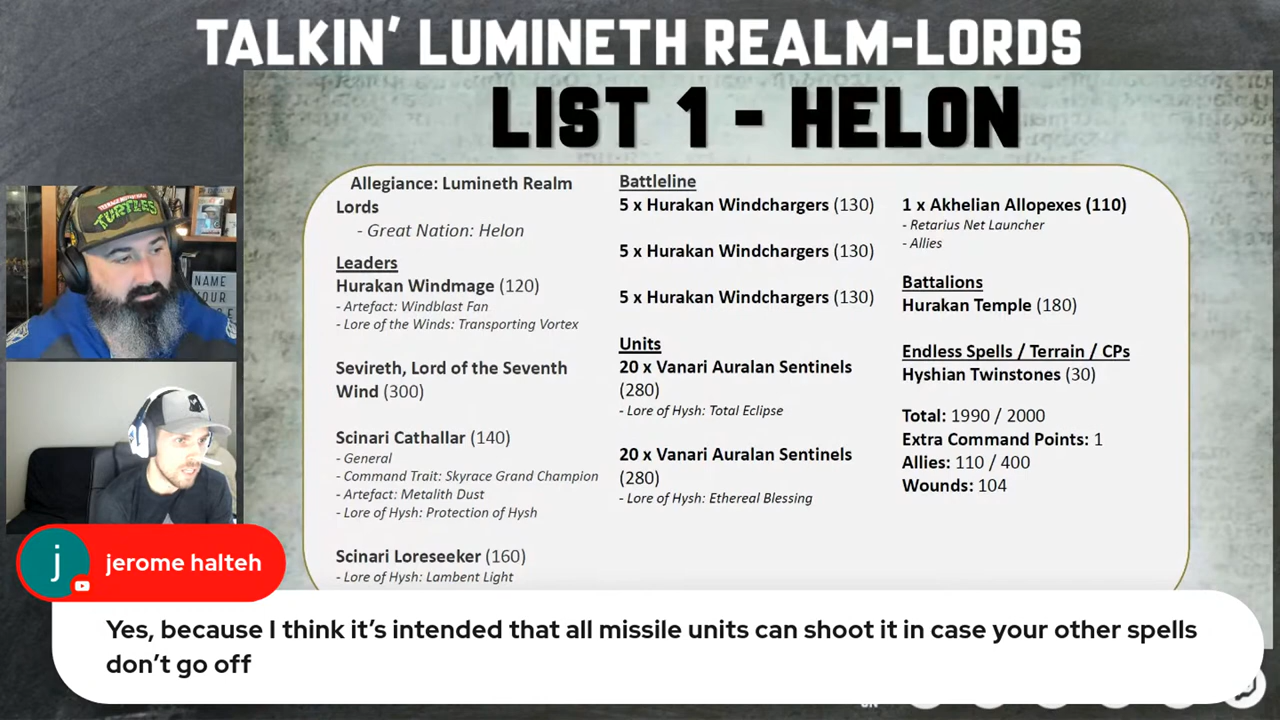 TALKIN' LUMINETH REALM-LORDS
LIST 1 - HELON
Allegiance: Lumineth Realm
Lords
- Great Nation: Helon
Leaders
Hurakan Windmage (120)
- Artefact: Windblast Fan
- Lore of the Winds: Transporting Vortex
Sevireth, Lord of the Seventh
Wind (300)
Scinari Cathallar (140)
- General
- Command Trait: Skyrace Grand Champion
- Artefact: Metalith Dust
- Lore of Hysh: Protection of Hysh
Scinari Loreseeker (160)
- Lore of Hysh: Lambent Light
Battleline
5 x Hurakan Windchargers (130)
5 x Hurakan Windchargers (130)
5 x Hurakan Windchargers (130)
Units
20 x Vanari Auralan Sentinels
(280)
- Lore of Hysh: Total Eclipse
20 x Vanari Auralan Sentinels
(280)
- Lore of Hysh: Ethereal Blessing
1 x Akhelian Allopexes (110)
- Retarius Net Launcher
- Allies
Battalions
Hurakan Temple (180)
Endless Spells / Terrain / CPs
Hyshian Twinstones (30)
Total: 1990 / 2000
Extra Command Points: 1
Allies: 110 / 400
Wounds: 104
TURTLES
NAME
YOUR
j
jerome halteh
Yes, because I think it's intended that all missile units can shoot it in case your other spells
don't go off